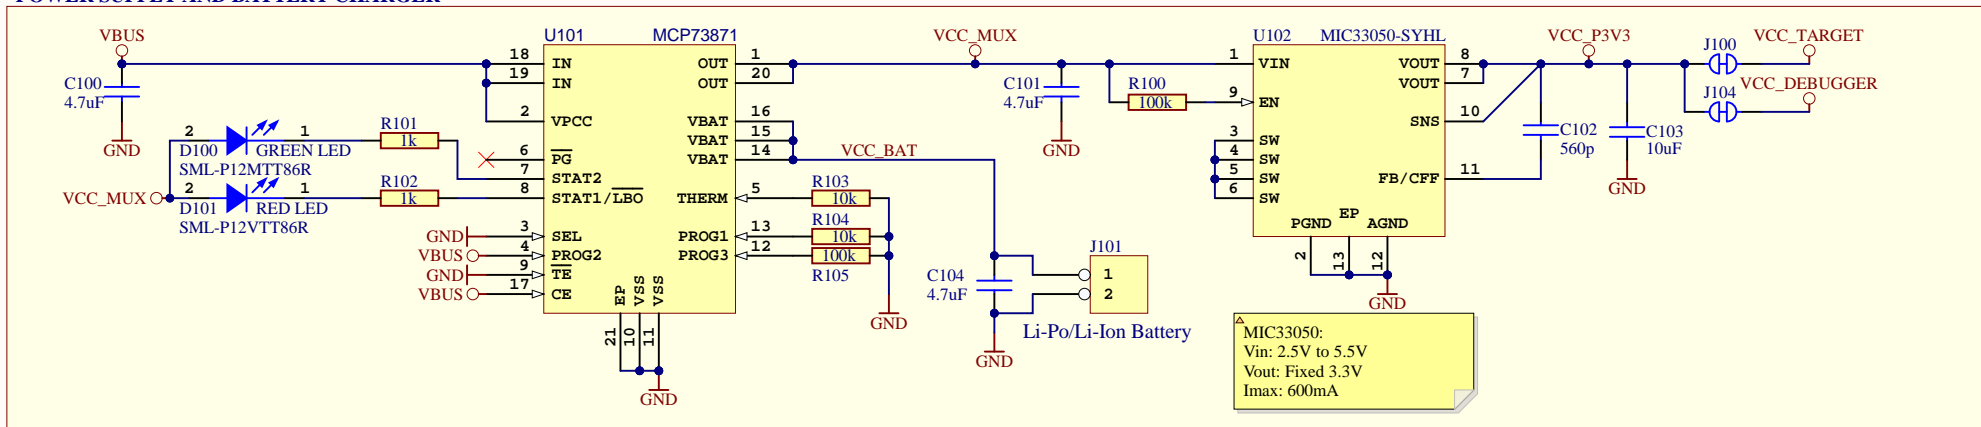 POWER SUPPLY AND BATTERY CHARGER
VBUS
C100
4.7uF
GND
2
D100
1
GREEN LED
SML-P12MTT86R
R101
1k
VCC_MUX
2
D101
1
RED LED
SML-P12VTT86R
R102
1k
GND
VBUS
GND
VBUS
U101
MCP73871
18 IN
19 IN
2 VPCC
6 PG
7 STAT2
8 STAT1/LBO
3 SEL
4 PROG2
9 TE
17 CE
OUT 1
OUT 20
VBAT 16
VBAT 15
VBAT 14
THERM 5
PROG1 13
PROG3 12
EP 21
VSS 10
VSS 11
GND
VCC_BAT
R103
10k
R104
10k
100k
R105
GND
VCC_MUX
C101
4.7uF
GND
R100
100k
C104
4.7uF
GND
J101
1
2
Li-Po/Li-Ion Battery
U102
MIC33050-SYHL
1 VIN
9 EN
3 SW
4 SW
5 SW
6 SW
VOUT 8
VOUT 7
SNS 10
FB/CFF 11
PGND 2
EP 13
AGND 12
GND
VCC_P3V3
C102
560p
C103
10uF
GND
J100
VCC_TARGET
J104
VCC_DEBUGGER
MIC33050:
Vin: 2.5V to 5.5V
Vout: Fixed 3.3V
Imax: 600mA